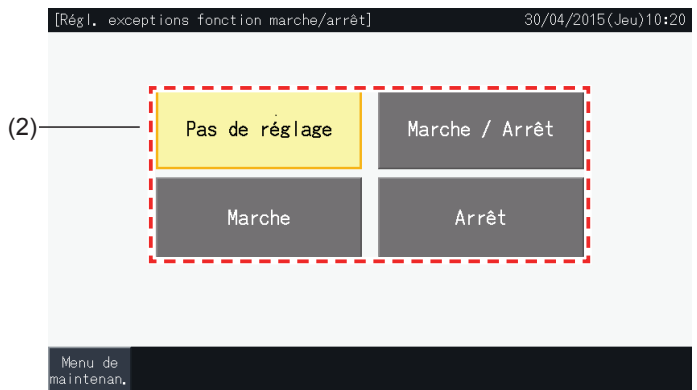 [Régl. exceptions fonction marche/arrêt] 30/04/2015(Jeu)10:20
(2)
Pas de réglage Marche / Arrêt
Marche Arrêt
Menu de
maintenan.